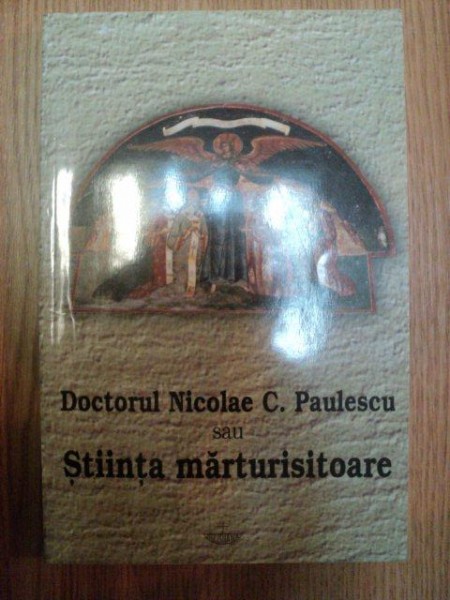 Doctorul Nicolae C. Paulescu
sau
Știința mărturisitoare